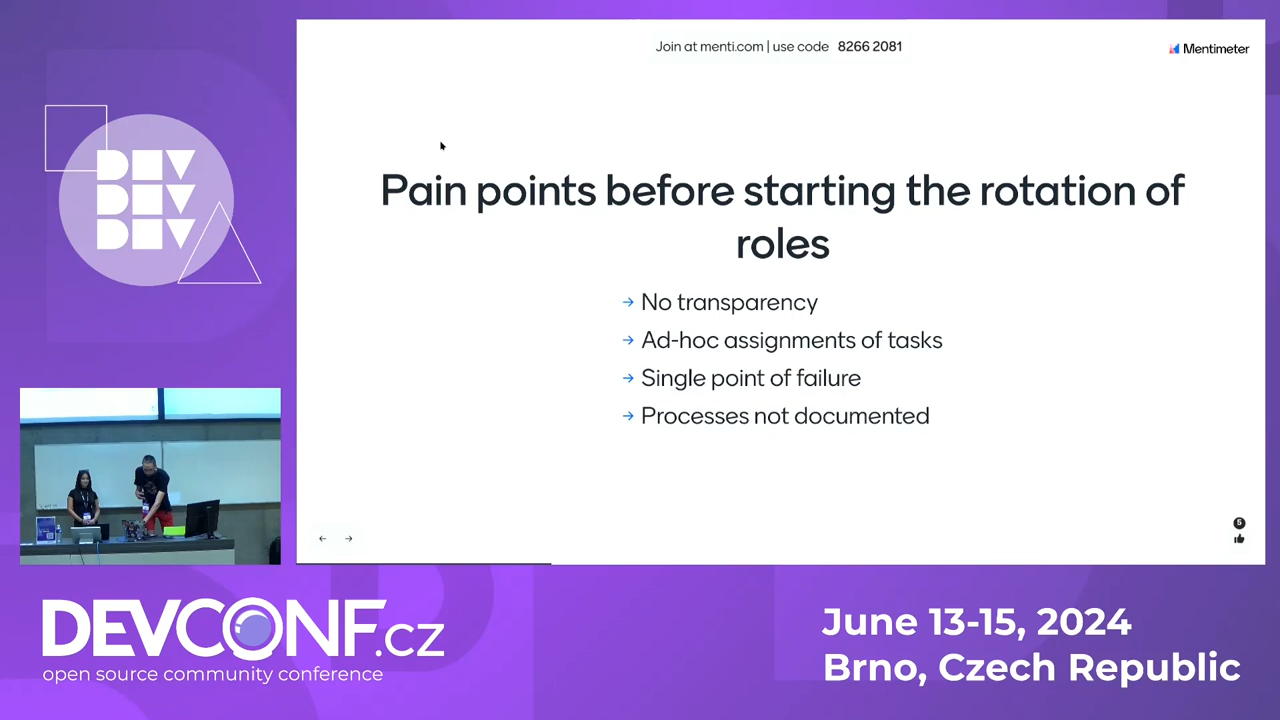 Join at menti.com | use code 8266 2081
Mentimeter
DEV
DEV
DEV
Pain points before starting the rotation of
roles
→ No transparency
→ Ad-hoc assignments of tasks
→ Single point of failure
→ Processes not documented
5
DEVCONF.cz
open source community conference
June 13-15, 2024
Brno, Czech Republic